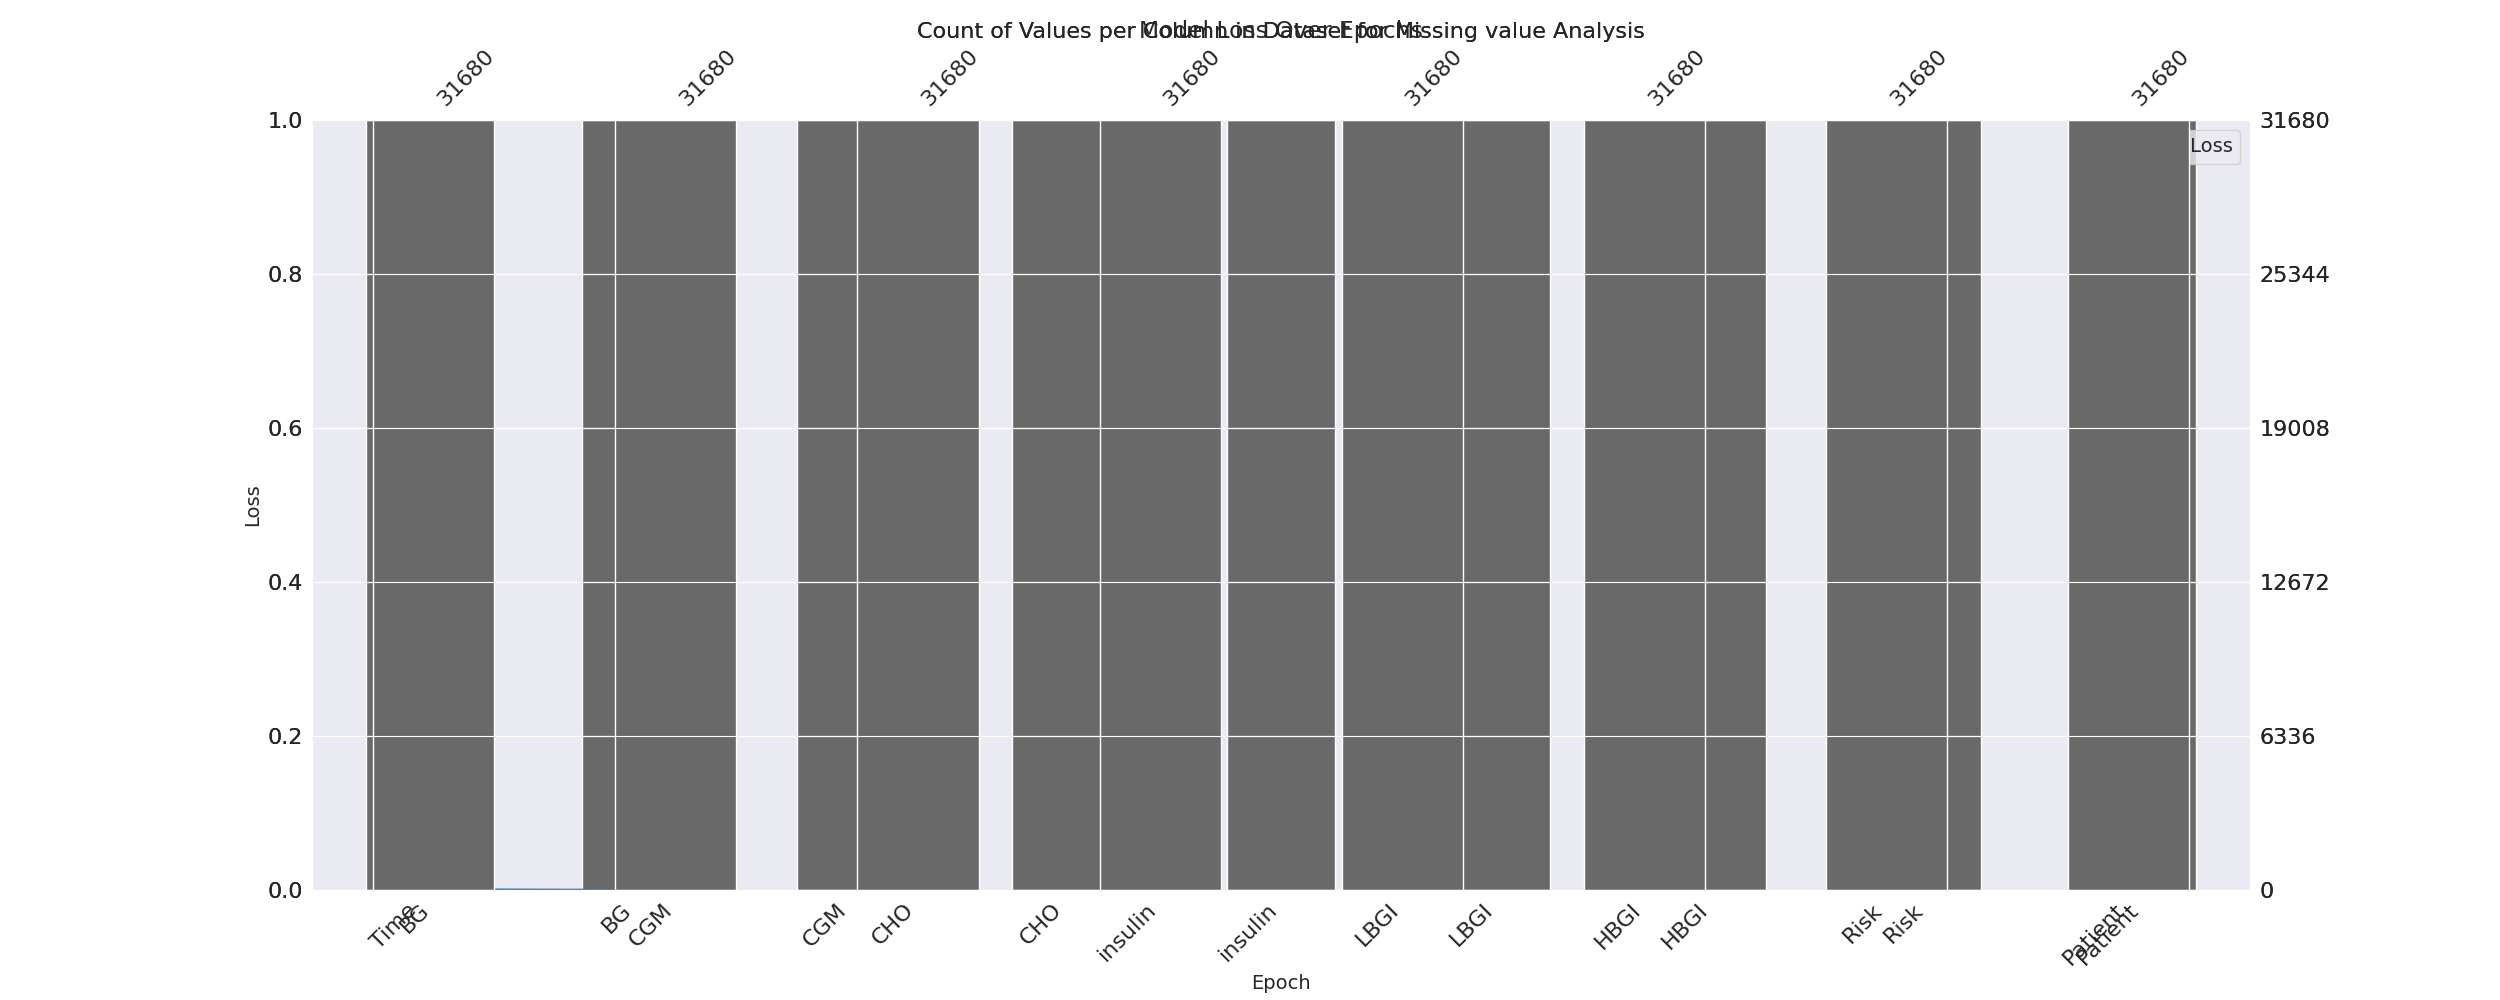 Count of Values per Column in Dataset for Missing value Analysis
Model Loss Over Epochs
31680 31680 31680 31680 31680 31680 31680 31680
1.0 31680
Loss
0.8 25344
0.6 19008
Loss
0.4 12672
0.2 6336
0.0 0
Time BG BG CGM CGM CHO CHO insulin insulin LBGI LBGI HBGI HBGI Risk Risk Patient Patient
Epoch